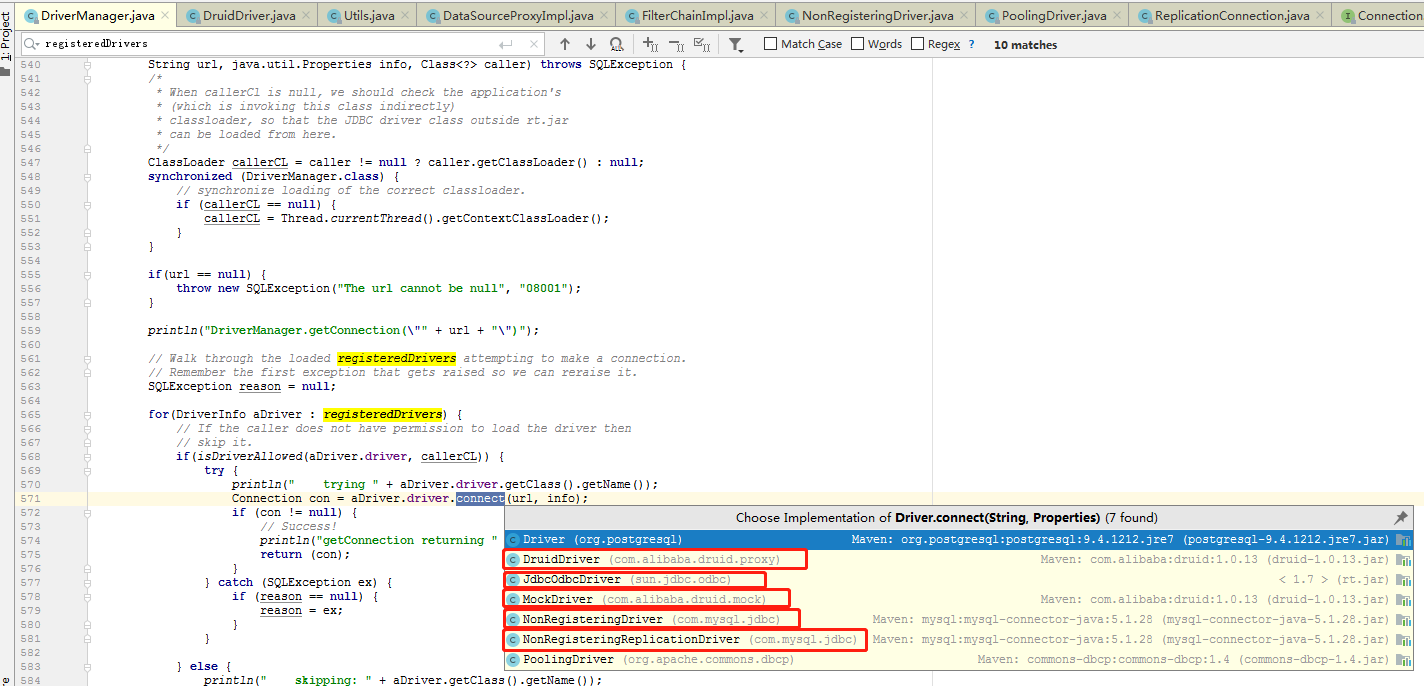 DriverManager.java × DruidDriver.java × Utils.java × DataSourceProxyImpl.java × FilterChainImpl.java × NonRegisteringDriver.java × PoolingDriver.java × ReplicationConnection.java × Connection
1: Project
registeredDrivers Match Case Words Regex ? 10 matches
540 String url, java.util.Properties info, Class<?> caller) throws SQLException {
541 /*
542 * When callerCl is null, we should check the application's
543 * (which is invoking this class indirectly)
544 * classloader, so that the JDBC driver class outside rt.jar
545 * can be loaded from here.
546 */
547 ClassLoader callerCL = caller != null ? caller.getClassLoader() : null;
548 synchronized (DriverManager.class) {
549 // synchronize loading of the correct classloader.
550 if (callerCL == null) {
551 callerCL = Thread.currentThread().getContextClassLoader();
552 }
553 }
554
555 if(url == null) {
556 throw new SQLException("The url cannot be null", "08001");
557 }
558
559 println("DriverManager.getConnection(\"" + url + "\")");
560
561 // Walk through the loaded registeredDrivers attempting to make a connection.
562 // Remember the first exception that gets raised so we can reraise it.
563 SQLException reason = null;
564
565 for(DriverInfo aDriver : registeredDrivers) {
566 // If the caller does not have permission to load the driver then
567 // skip it.
568 if(isDriverAllowed(aDriver.driver, callerCL)) {
569 try {
570 println("    trying " + aDriver.driver.getClass().getName());
571 Connection con = aDriver.driver.connect(url, info);
572 if (con != null) {
573 // Success!
574 println("getConnection returning "
575 return (con);
576 }
577 } catch (SQLException ex) {
578 if (reason == null) {
579 reason = ex;
580 }
581 }
582
583 } else {
584 println("    skipping: " + aDriver.getClass().getName());
Choose Implementation of Driver.connect(String, Properties) (7 found)
Driver (org.postgresql) Maven: org.postgresql:postgresql:9.4.1212.jre7 (postgresql-9.4.1212.jre7.jar)
DruidDriver (com.alibaba.druid.proxy) Maven: com.alibaba:druid:1.0.13 (druid-1.0.13.jar)
JdbcOdbcDriver (sun.jdbc.odbc) < 1.7 > (rt.jar)
MockDriver (com.alibaba.druid.mock) Maven: com.alibaba:druid:1.0.13 (druid-1.0.13.jar)
NonRegisteringDriver (com.mysql.jdbc) Maven: mysql:mysql-connector-java:5.1.28 (mysql-connector-java-5.1.28.jar)
NonRegisteringReplicationDriver (com.mysql.jdbc) Maven: mysql:mysql-connector-java:5.1.28 (mysql-connector-java-5.1.28.jar)
PoolingDriver (org.apache.commons.dbcp) Maven: commons-dbcp:commons-dbcp:1.4 (commons-dbcp-1.4.jar)